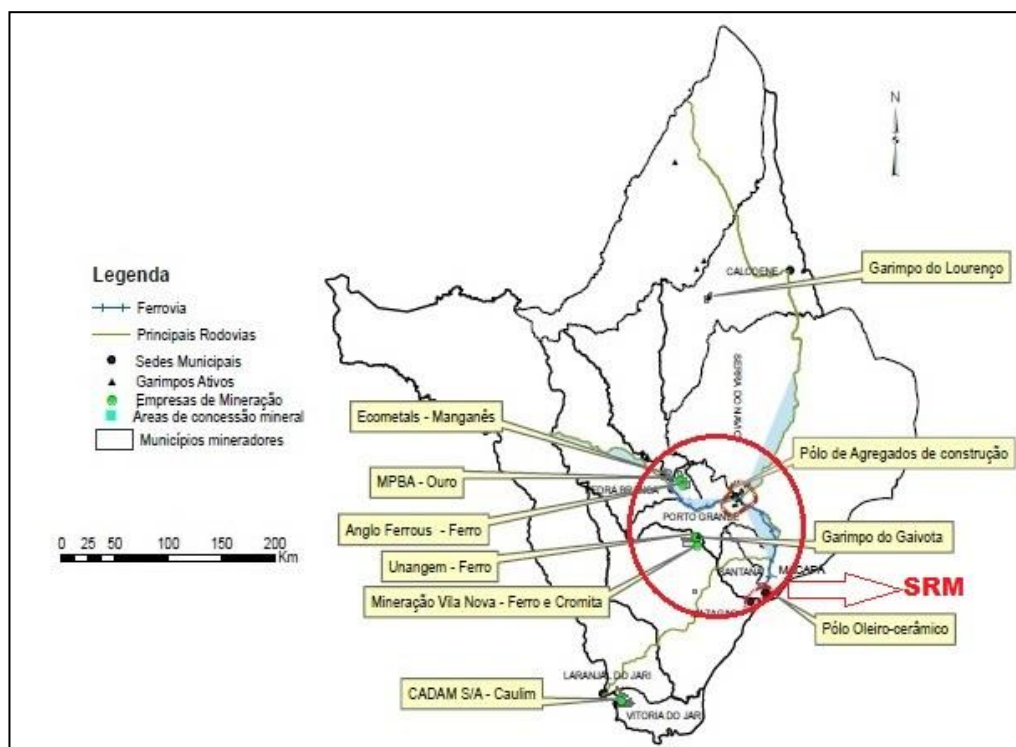 N
CALÇOENE
Garimpo do Lourenço
Legenda
Ferrovia
Principais Rodovias
Sedes Municipais
Garimpos Ativos
Empresas de Mineração
Áreas de concessão mineral
Municípios mineradores
SERRA DO NAVIO
Ecometals - Manganês
Pólo de Agregados de construção
MPBA - Ouro
PEDRA BRANCA
PORTO GRANDE
Anglo Ferrous - Ferro
Garimpo do Gaivota
0 25 50 100 150 200
Km
Unangem - Ferro
SANTANA
MACAPA
SRM
Mineração Vila Nova - Ferro e Cromita
Pólo Oleiro-cerâmico
LARANJAL DO JARI
CADAM S/A - Caulim
VITORIA DO JARI